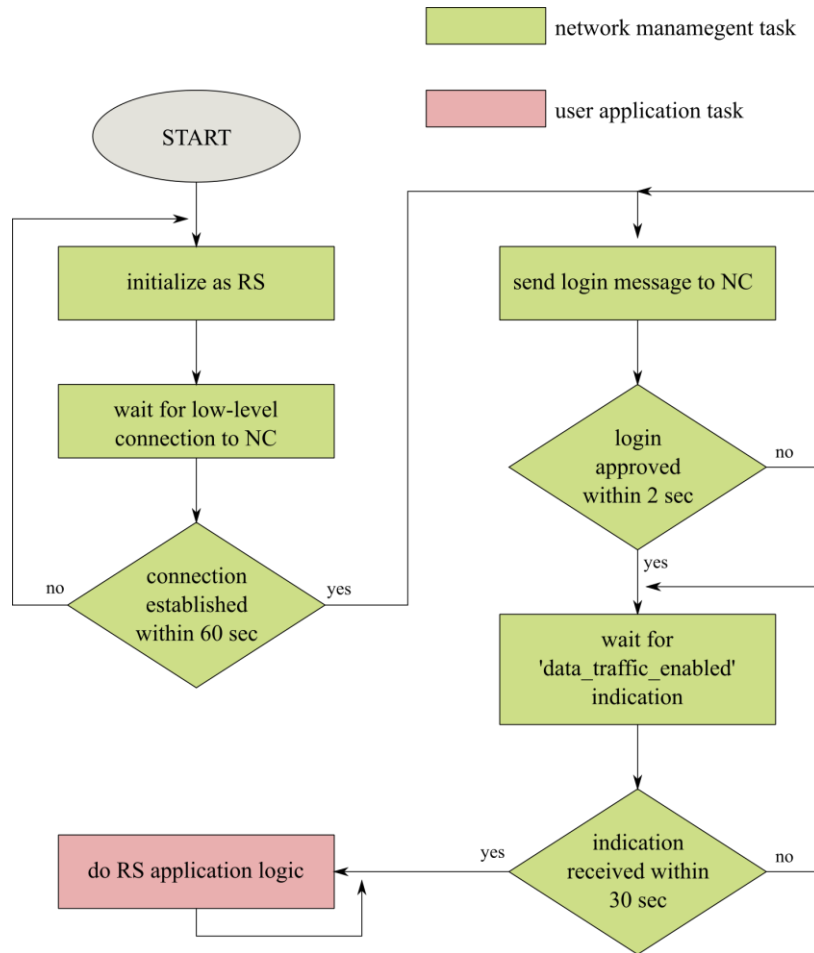 network manamegent task
user application task
START
initialize as RS
wait for low-level
connection to NC
no
connection
established
within 60 sec
yes
send login message to NC
login
approved
within 2 sec
no
yes
wait for
'data_traffic_enabled'
indication
indication
received within
30 sec
no
yes
do RS application logic